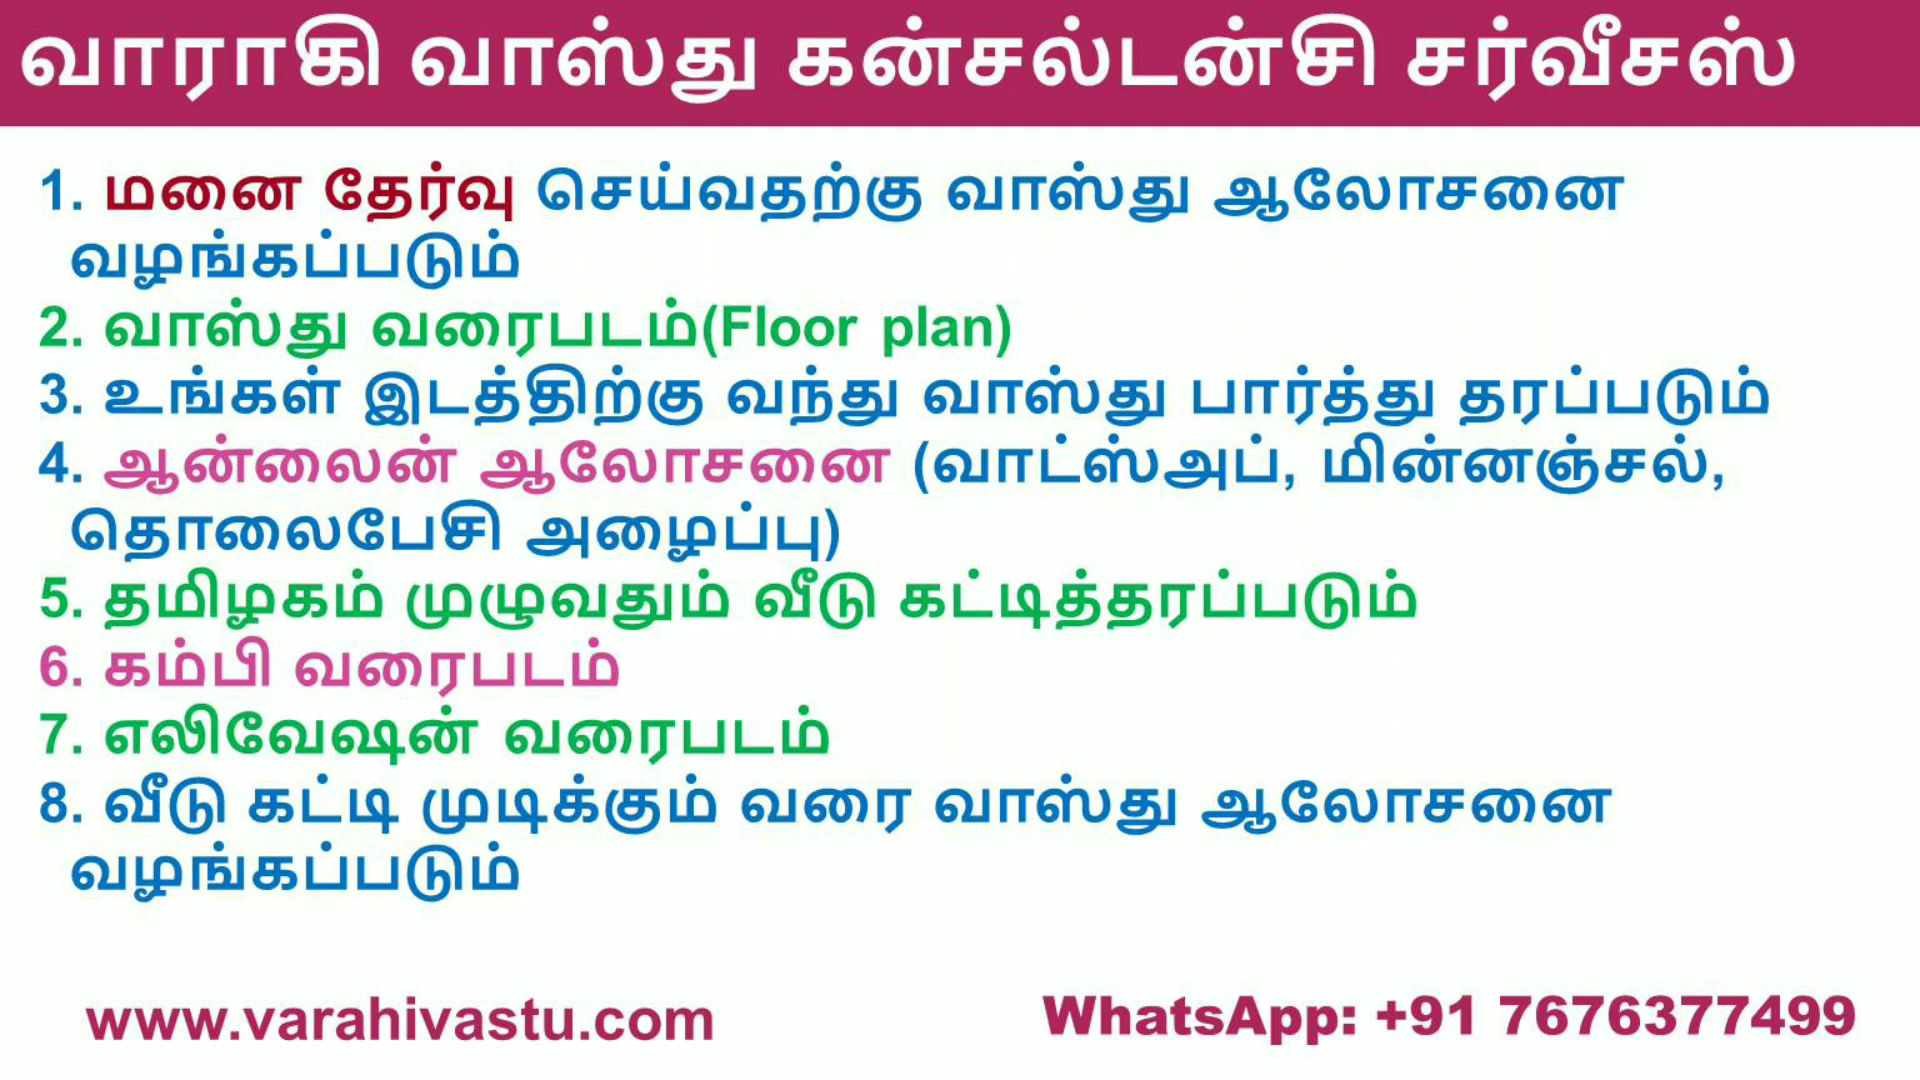 வாராகி வாஸ்து கன்சல்டன்சி சர்வீசஸ்
1. மனை தேர்வு செய்வதற்கு வாஸ்து ஆலோசனை
வழங்கப்படும்
2. வாஸ்து வரைபடம்(Floor plan)
3. உங்கள் இடத்திற்கு வந்து வாஸ்து பார்த்து தரப்படும்
4. ஆன்லைன் ஆலோசனை (வாட்ஸ்அப், மின்னஞ்சல்,
தொலைபேசி அழைப்பு)
5. தமிழகம் முழுவதும் வீடு கட்டித்தரப்படும்
6. கம்பி வரைபடம்
7. எலிவேஷன் வரைபடம்
8. வீடு கட்டி முடிக்கும் வரை வாஸ்து ஆலோசனை
வழங்கப்படும்
www.varahivastu.com
WhatsApp: +91 7676377499